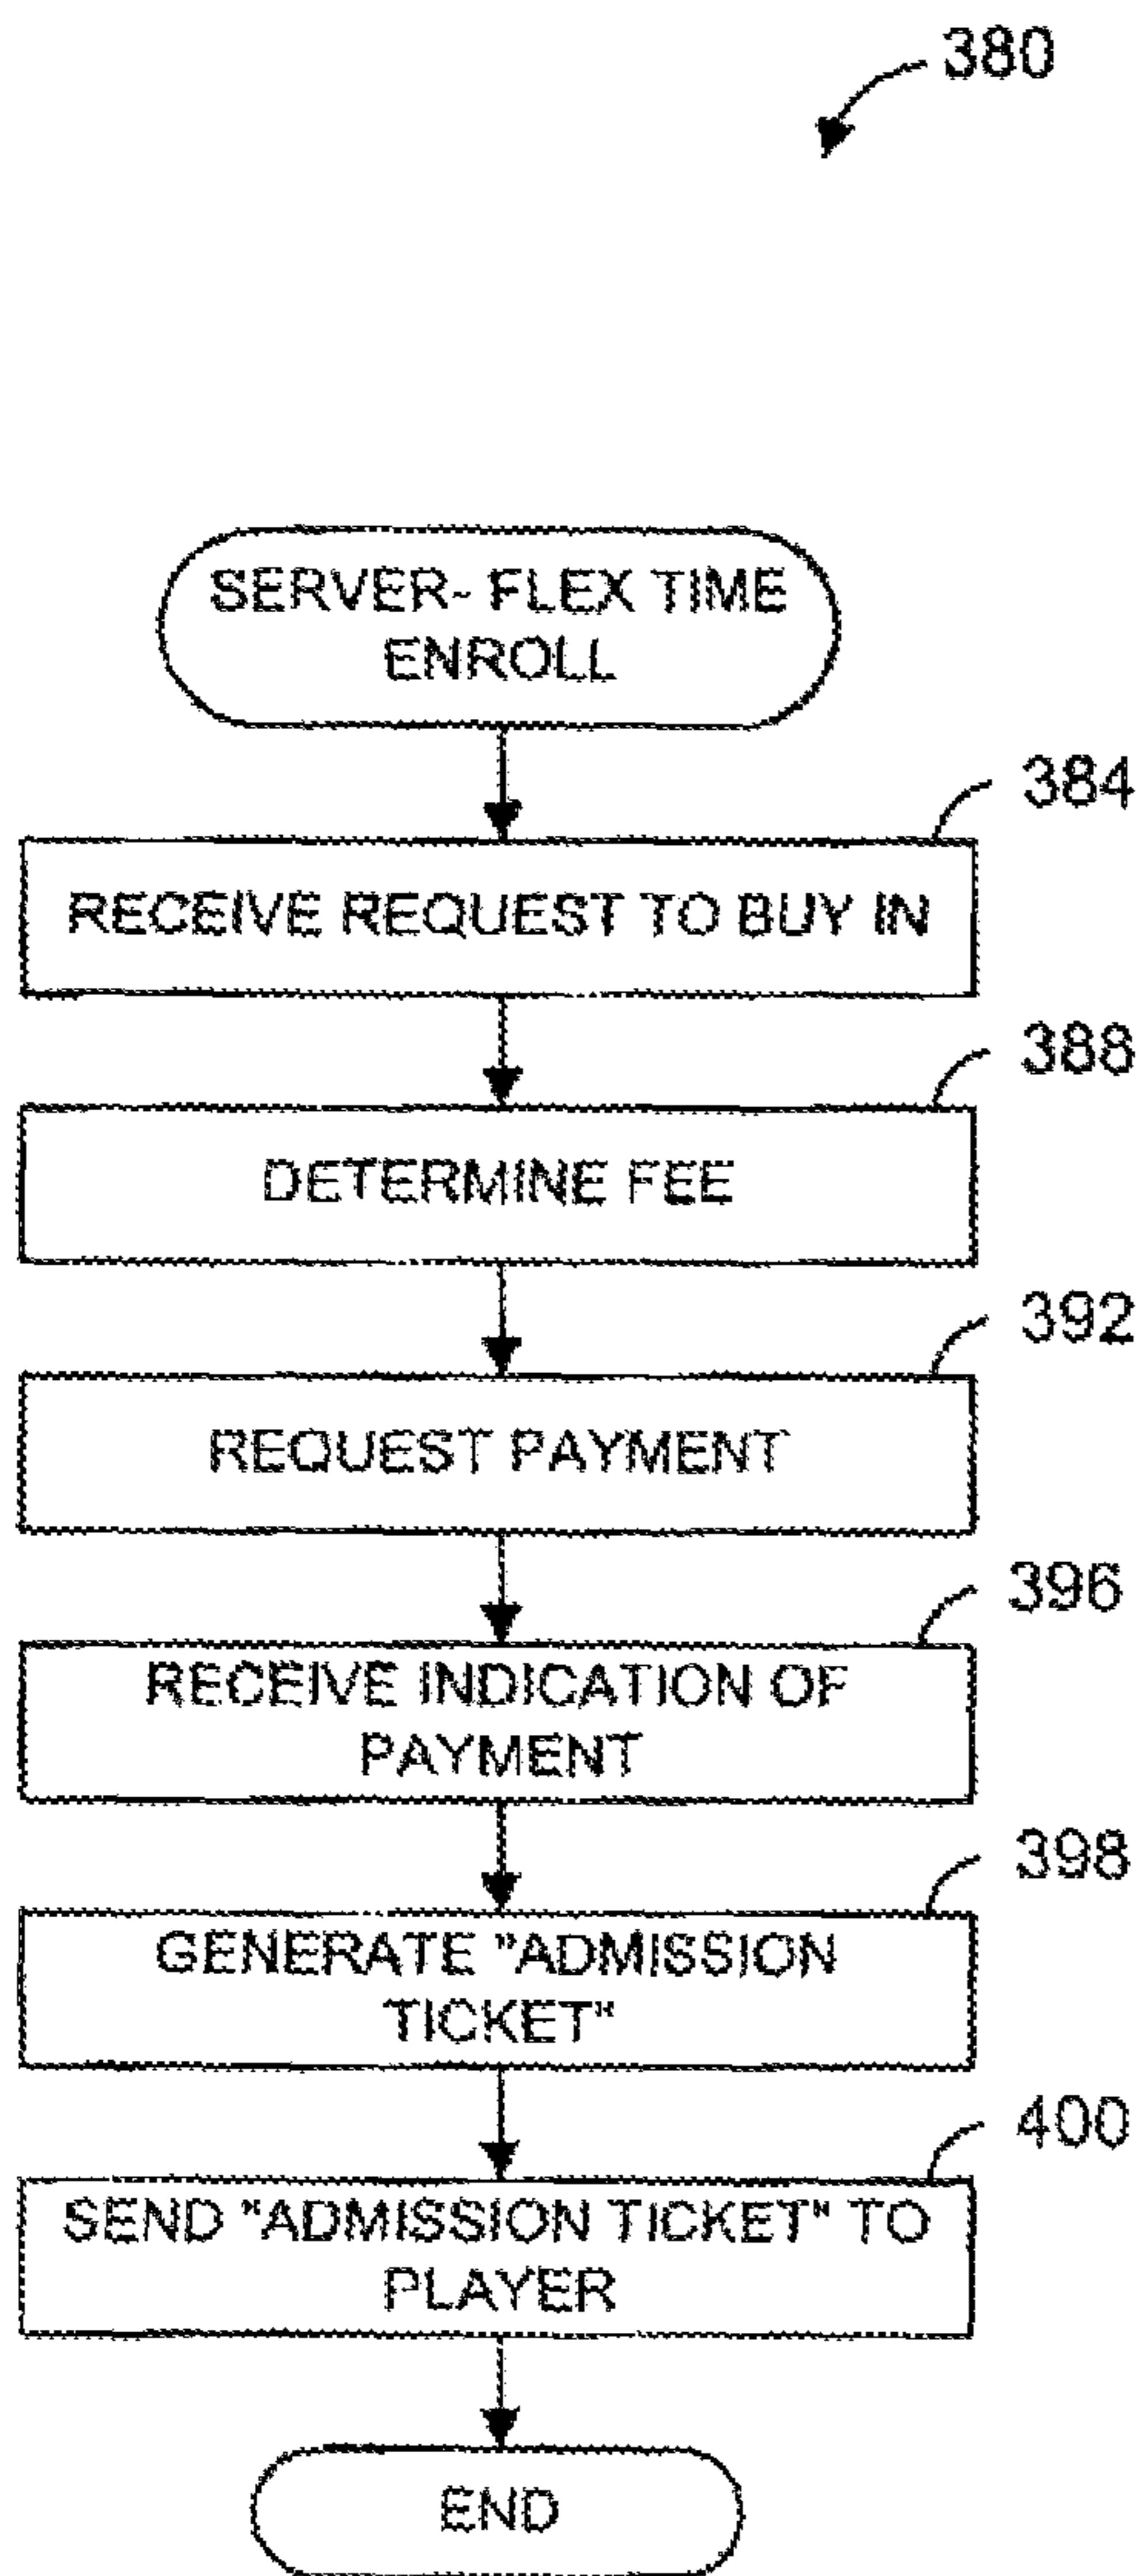 380
SERVER- FLEX TIME
ENROLL
384
RECEIVE REQUEST TO BUY IN
388
DETERMINE FEE
392
REQUEST PAYMENT
396
RECEIVE INDICATION OF
PAYMENT
398
GENERATE "ADMISSION
TICKET"
400
SEND "ADMISSION TICKET" TO
PLAYER
END